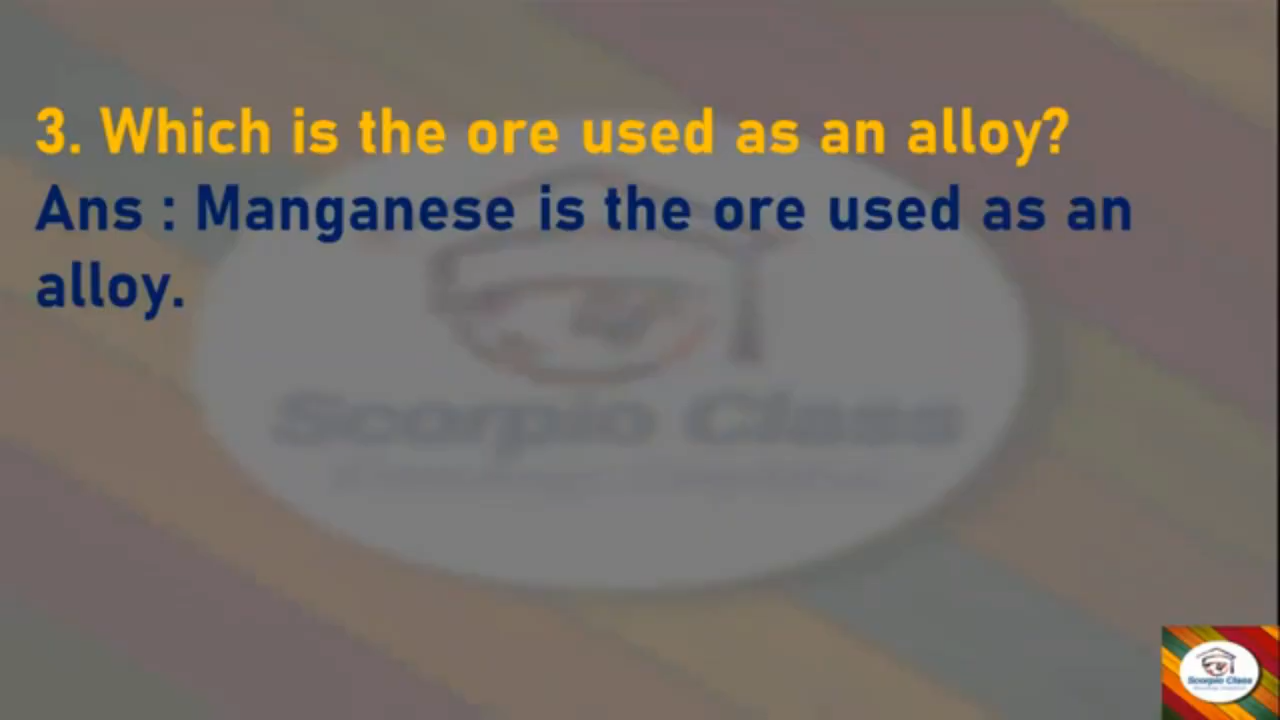 3. Which is the ore used as an alloy?
Ans : Manganese is the ore used as an
alloy.
Scorpio Class
Scorpio Class